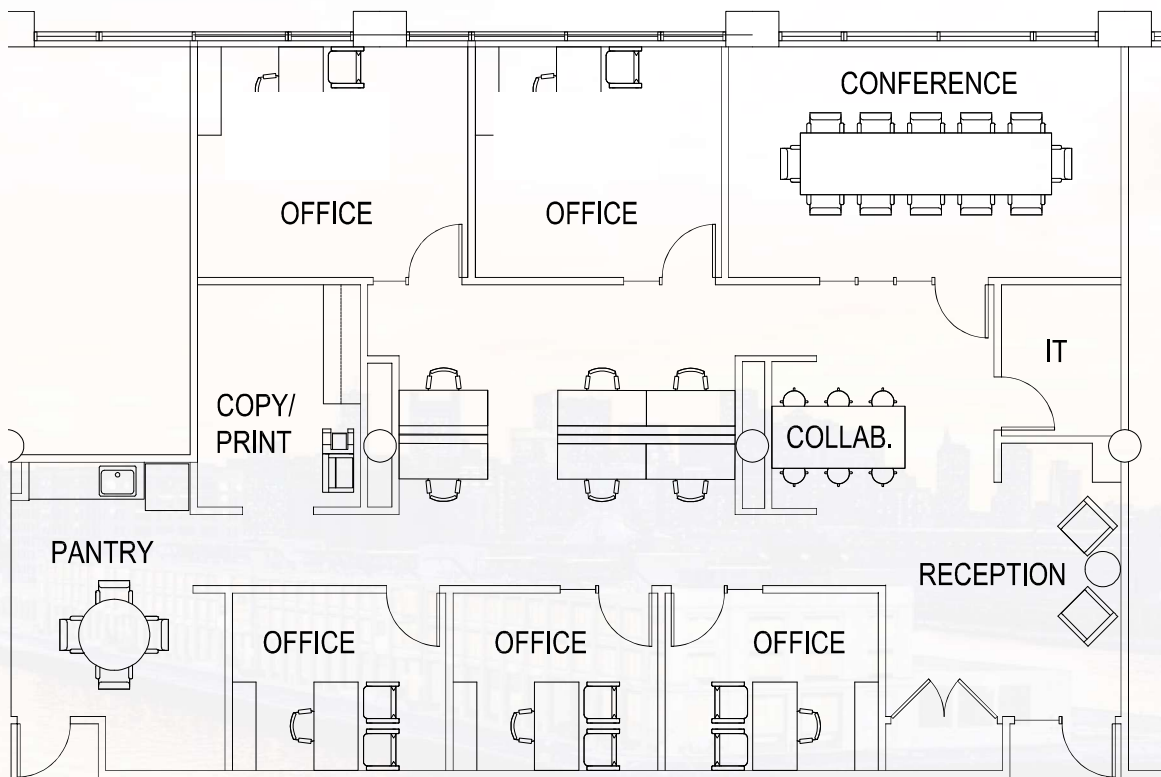 CONFERENCE
OFFICE
OFFICE
IT
COPY/
PRINT
COLLAB.
PANTRY
RECEPTION
OFFICE
OFFICE
OFFICE